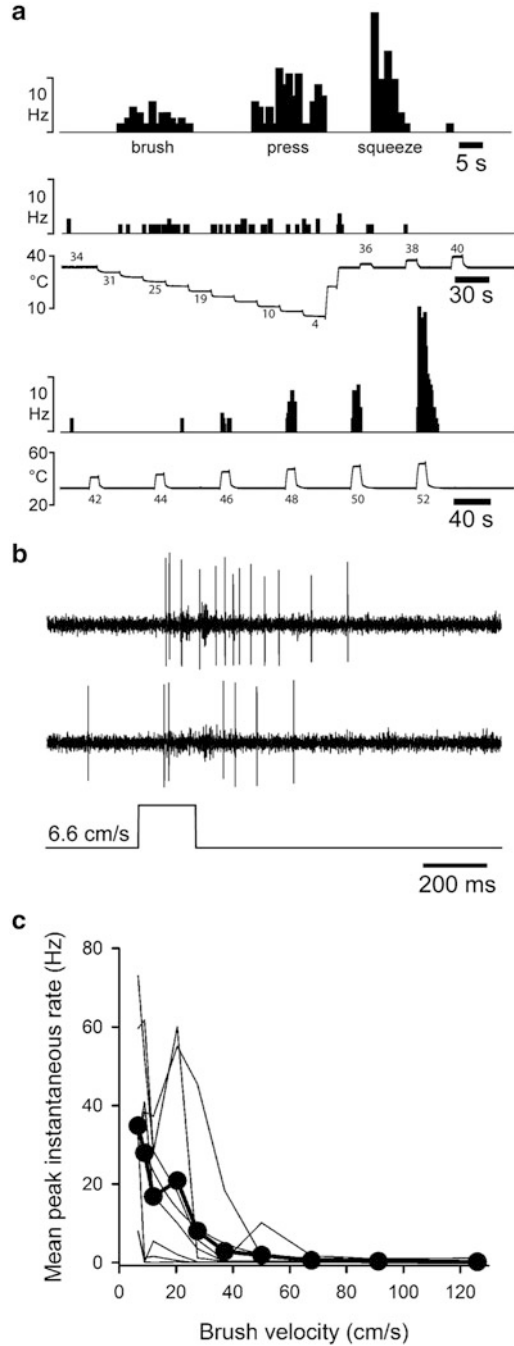 a
10
Hz
brush press squeeze
5 s
10
Hz
40
°C
10
34 31 25 19 10 4 36 38 40
30 s
10
Hz
60
°C
20
42 44 46 48 50 52
40 s
b
6.6 cm/s
200 ms
c
Mean peak instantaneous rate (Hz)
80
60
40
20
0
0 20 40 60 80 100 120
Brush velocity (cm/s)